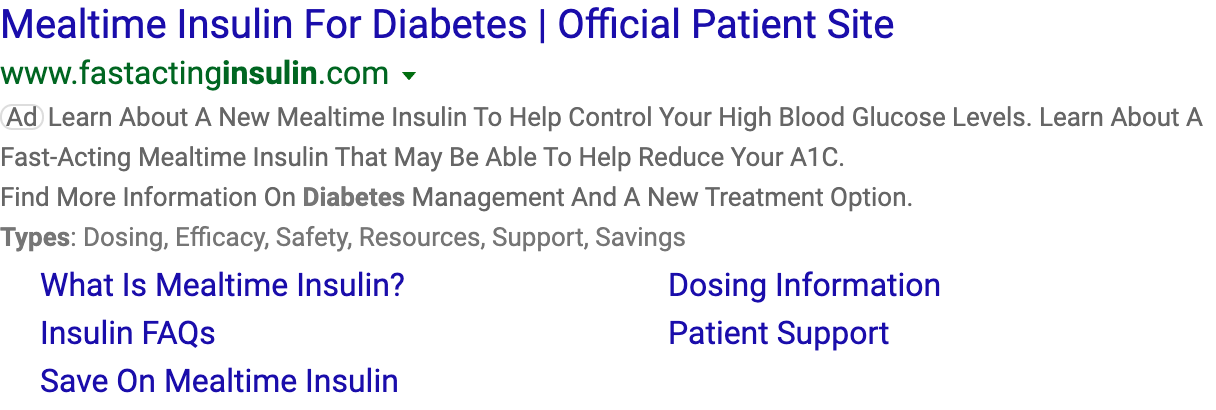 Mealtime Insulin For Diabetes | Official Patient Site
www.fastactinginsulin.com
Ad Learn About A New Mealtime Insulin To Help Control Your High Blood Glucose Levels. Learn About A
Fast-Acting Mealtime Insulin That May Be Able To Help Reduce Your A1C.
Find More Information On Diabetes Management And A New Treatment Option.
Types: Dosing, Efficacy, Safety, Resources, Support, Savings
What Is Mealtime Insulin? Dosing Information
Insulin FAQs Patient Support
Save On Mealtime Insulin